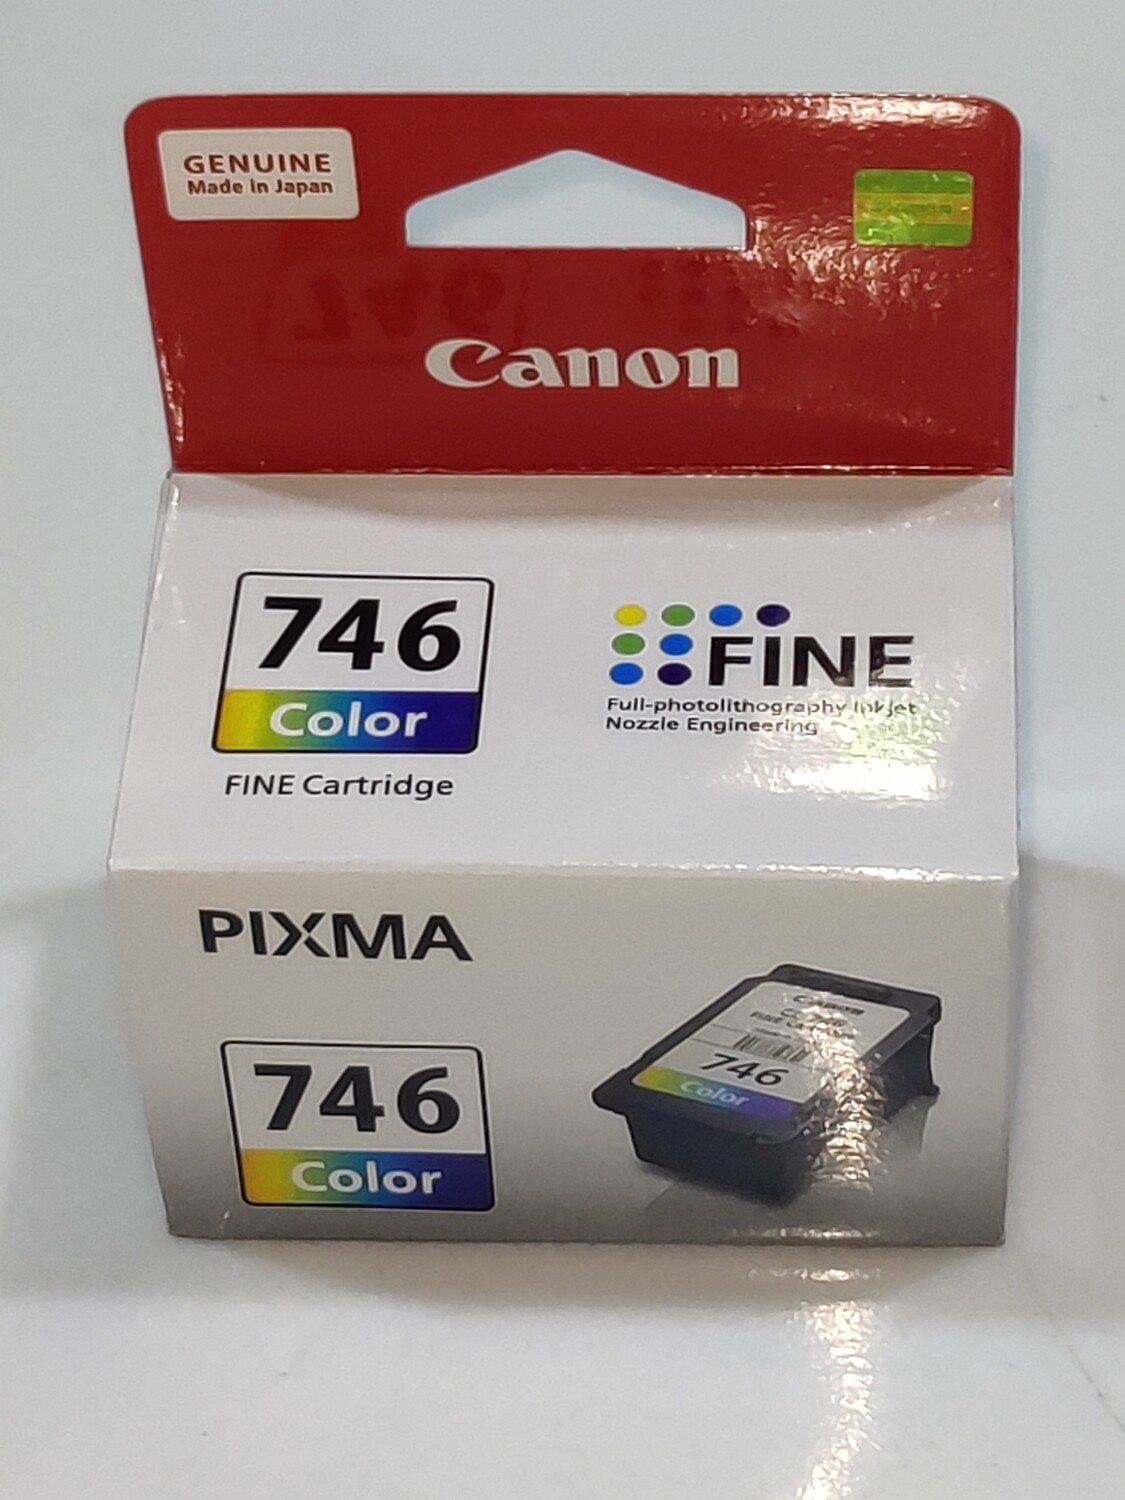 GENUINE
Made in Japan
Canon
746
Color
FINE Cartridge
FINE
Full-photolithography Inkjet
Nozzle Engineering
PIXMA
746
Color
Canon
746
Color